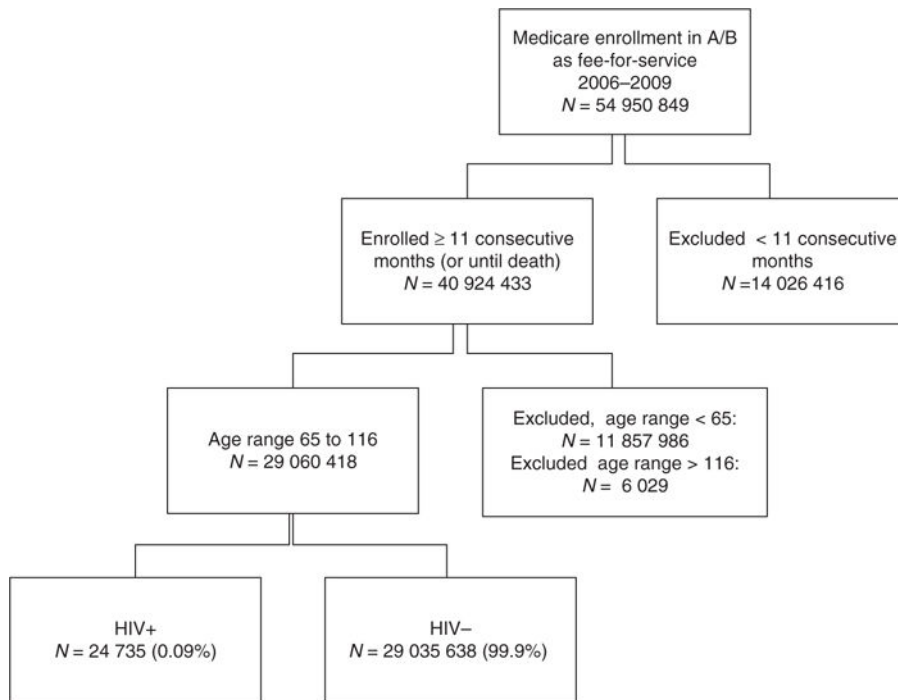 Medicare enrollment in A/B
as fee-for-service
2006–2009
N = 54 950 849
Enrolled ≥ 11 consecutive
months (or until death)
N = 40 924 433
Excluded < 11 consecutive
months
N =14 026 416
Age range 65 to 116
N = 29 060 418
Excluded, age range < 65:
N = 11 857 986
Excluded age range > 116:
N = 6 029
HIV+
N = 24 735 (0.09%)
HIV–
N = 29 035 638 (99.9%)